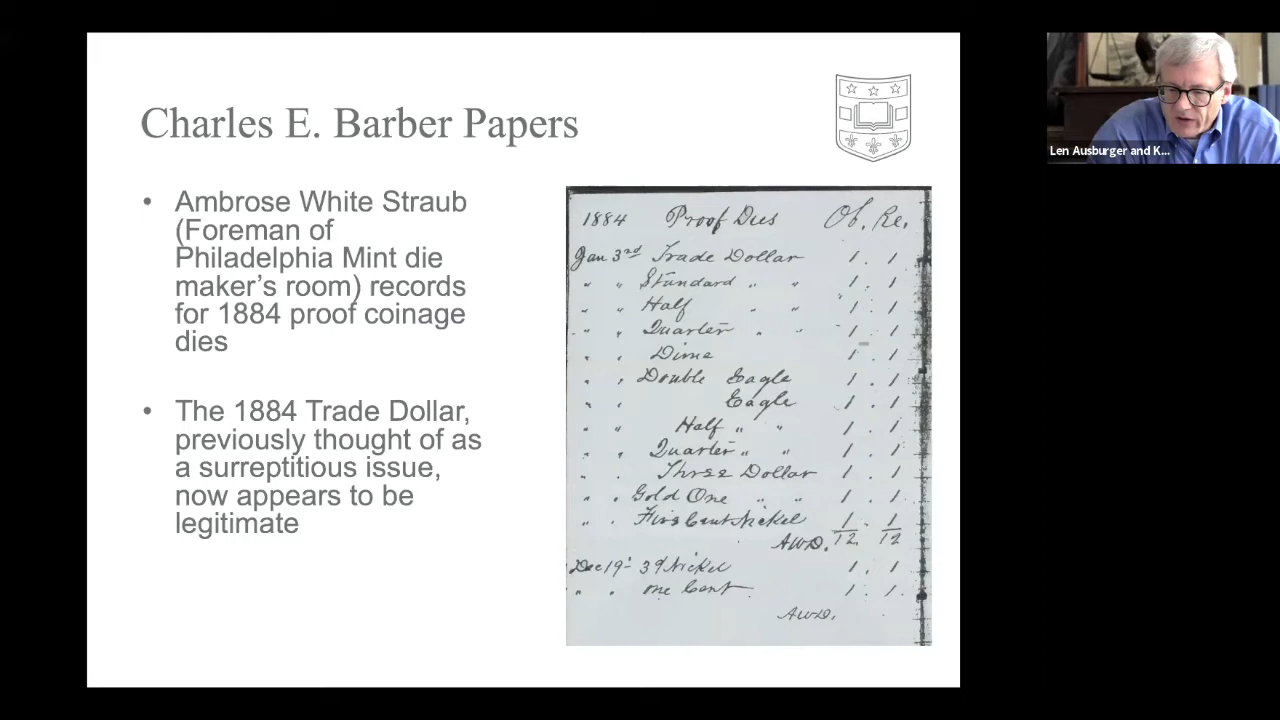 Charles E. Barber Papers
• Ambrose White Straub
(Foreman of
Philadelphia Mint die
maker’s room) records
for 1884 proof coinage
dies
• The 1884 Trade Dollar,
previously thought of as
a surreptitious issue,
now appears to be
legitimate
1884 Proof Dies Ob. Re.
Jan 3rd Trade Dollar 1 . 1
" " Standard " " 1 . 1
" " Half " 1 . 1
" " Quarter " " 1 . 1
" " Dime 1 . 1
" " Double Eagle 1 . 1
" " Eagle 1 . 1
" " Half " " 1 . 1
" " Quarter " " 1 . 1
" " Three Dollar 1 . 1
" " Gold One " " 1 . 1
" " Five Cent Nickel 1 . 1
12. 12
Dec 19 3 Nickel 1 . 1
" " One Cent 1 . 1
Len Ausburger and K...